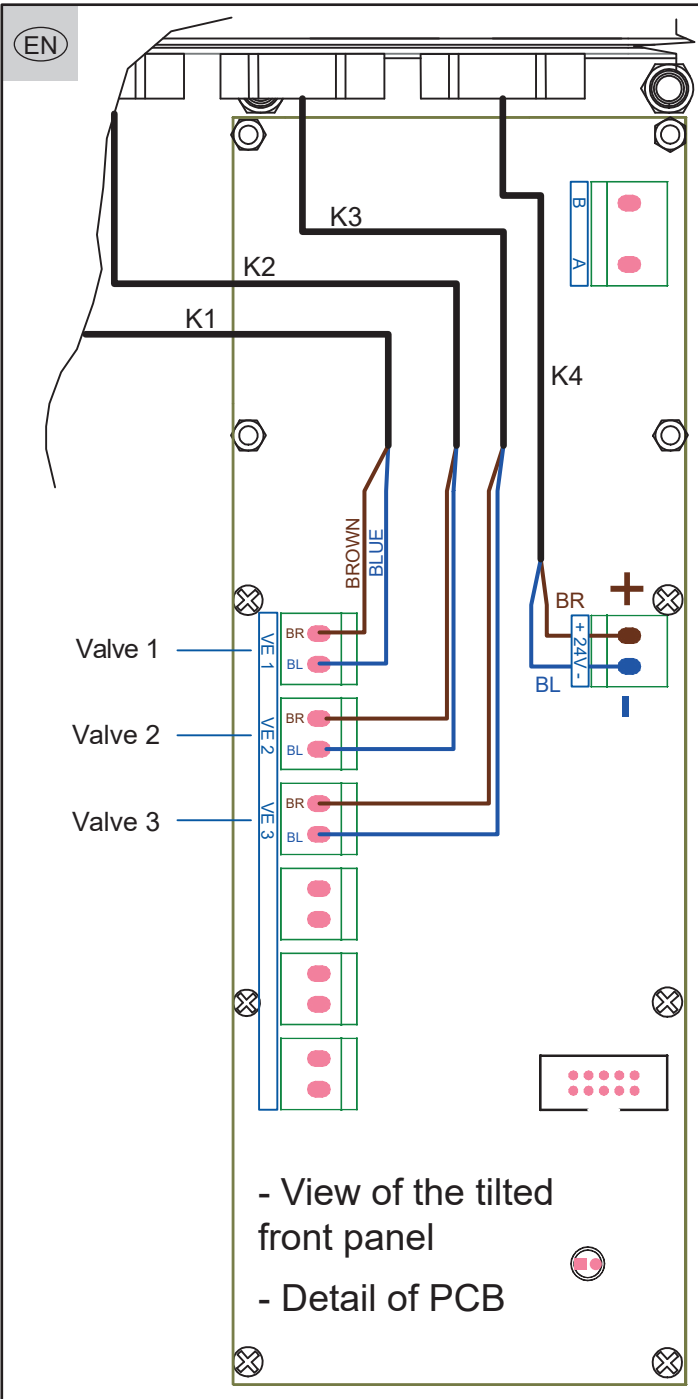 EN
K3
K2
K1
K4
B
A
BROWN
BLUE
BR
+
+ 24V -
BL
-
Valve 1
VE 1
BR
BL
Valve 2
VE 2
BR
BL
Valve 3
VE 3
BR
BL
- View of the tilted
front panel
- Detail of PCB